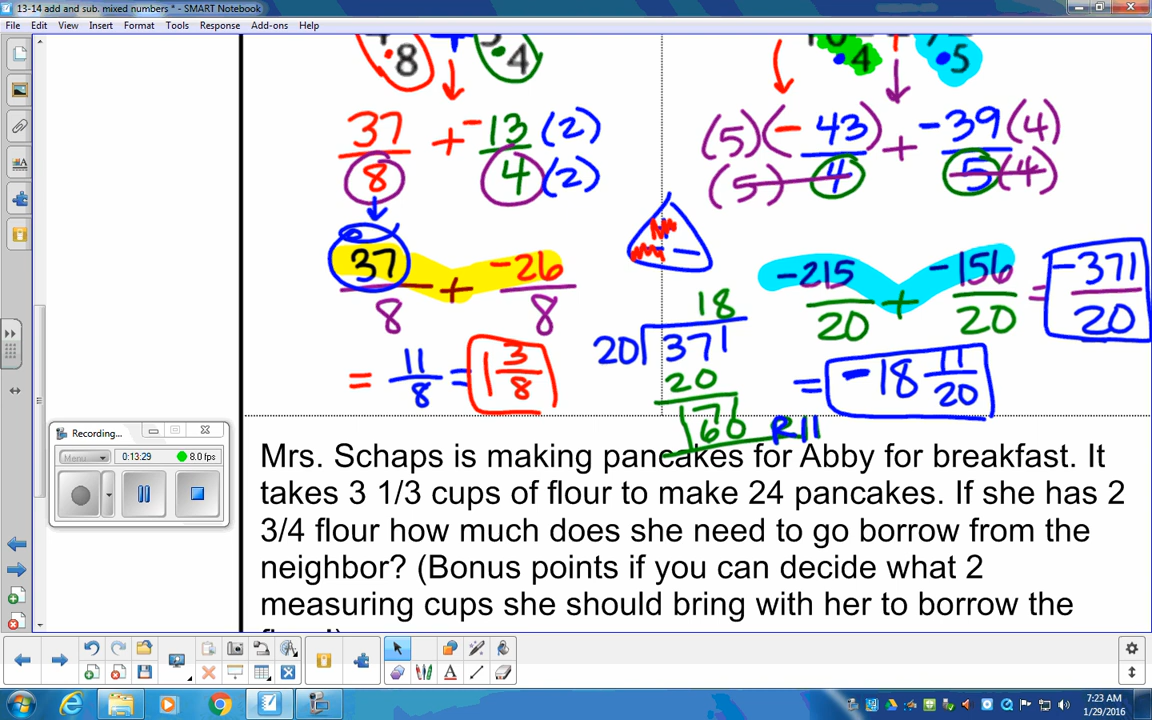 13-14 add and sub. mixed numbers * - SMART Notebook
File Edit View Insert Format Tools Response Add-ons Help
8 4 4 5
37/8 + -13/4 (2)(2)
(5)(-43)/(5)4 + -39(4)/5(4)
37/8 + -26/8
-215/20 + -156/20 = -371/20
= 11/8 = 1 3/8
18
20 371
20
171
160 R11
= -18 11/20
Recording...
Menu 0:13:29 8.0 fps
Mrs. Schaps is making pancakes for Abby for breakfast. It
takes 3 1/3 cups of flour to make 24 pancakes. If she has 2
3/4 flour how much does she need to go borrow from the
neighbor? (Bonus points if you can decide what 2
measuring cups she should bring with her to borrow the
7:23 AM
1/29/2016